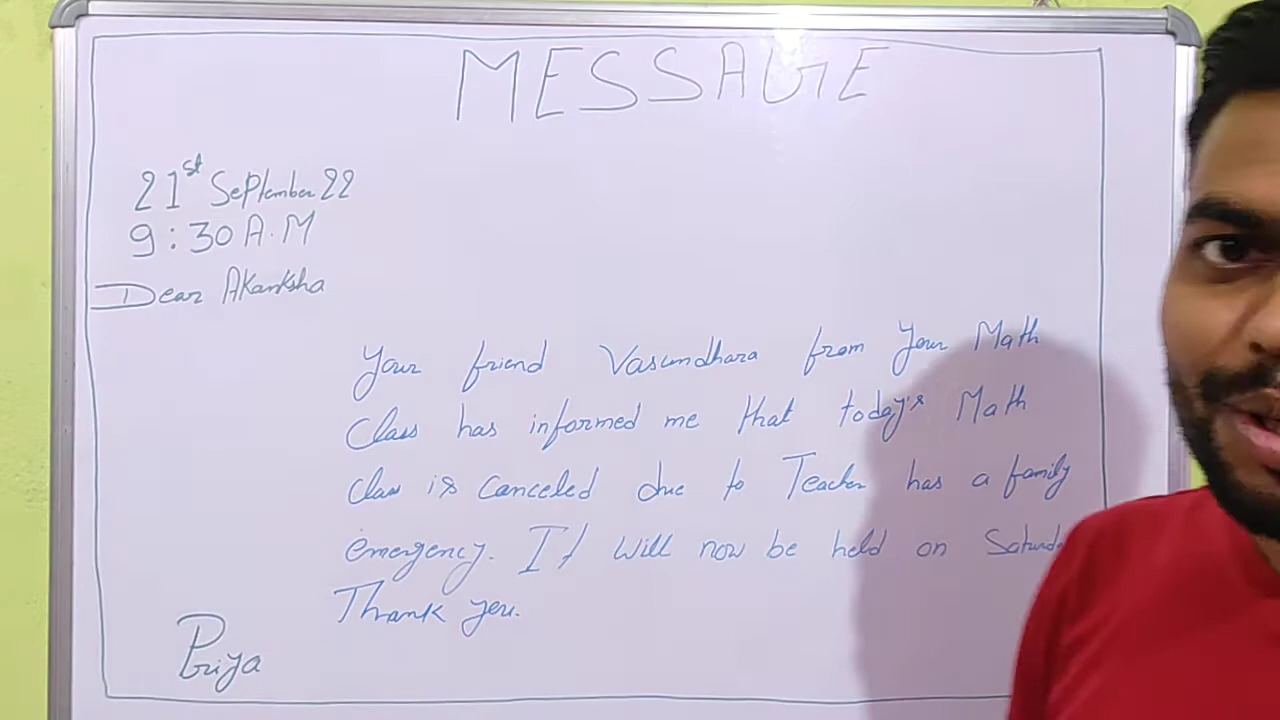 MESSAGE
21st September 22
9:30 A.M
Dear Akanksha
Your friend Vasundhara from your Math
Class has informed me that today's Math
class is canceled due to Teacher has a family
emergency. It will now be held on Saturda
Thank you.
Priya